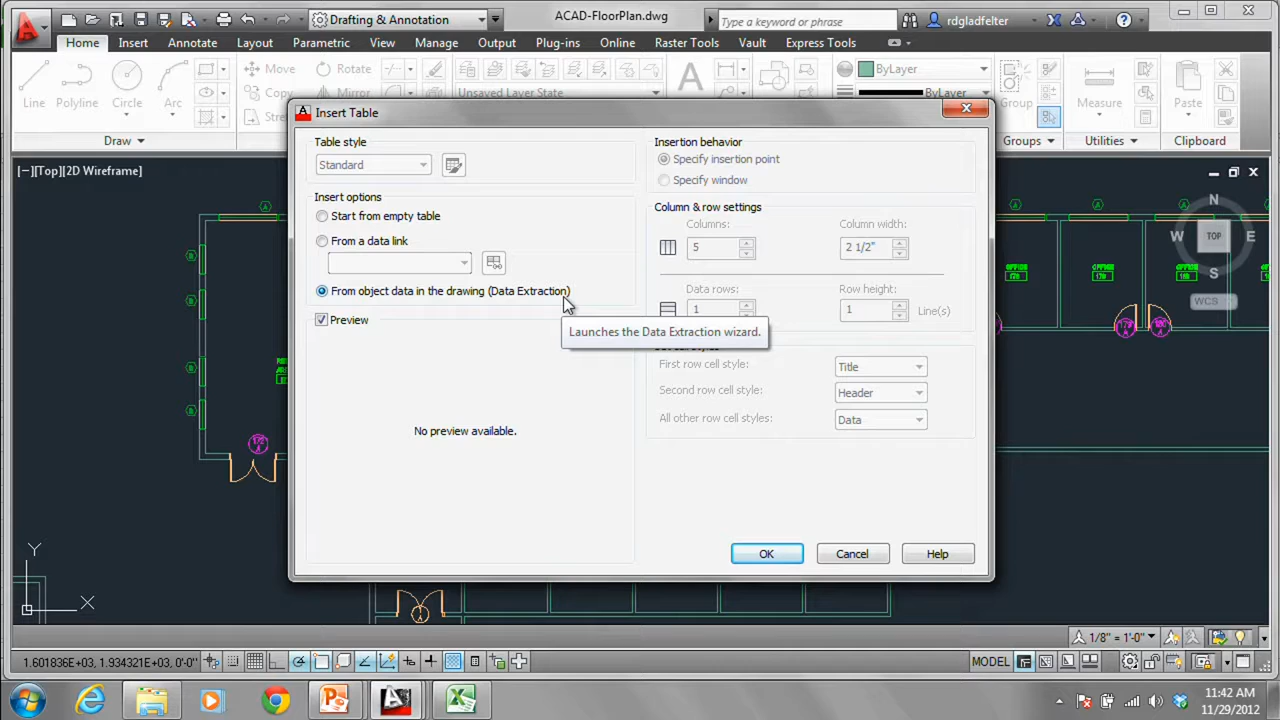 Drafting & Annotation
ACAD-FloorPlan.dwg
Type a keyword or phrase
rdgladfelter
Home
Insert
Annotate
Layout
Parametric
View
Manage
Output
Plug-ins
Online
Raster Tools
Vault
Express Tools
Line
Polyline
Circle
Arc
Move
Rotate
Copy
Mirror
Unsaved Layer State
A
ByLayer
ByLayer
Group
Measure
Paste
Draw
Groups
Utilities
Clipboard
[−][Top][2D Wireframe]
N
W
TOP
E
S
WCS
Insert Table
Table style
Standard
Insert options
Start from empty table
From a data link
From object data in the drawing (Data Extraction)
Preview
No preview available.
Launches the Data Extraction wizard.
Insertion behavior
Specify insertion point
Specify window
Column & row settings
Columns:
5
Column width:
2 1/2"
Data rows:
1
Row height:
1
Line(s)
First row cell style:
Title
Second row cell style:
Header
All other row cell styles:
Data
OK
Cancel
Help
OFFICE
OFFICE
OFFICE
OFFICE
Y
X
1/8" = 1'-0"
1.601836E+03, 1.934321E+03, 0'-0"
MODEL
11:42 AM
11/29/2012